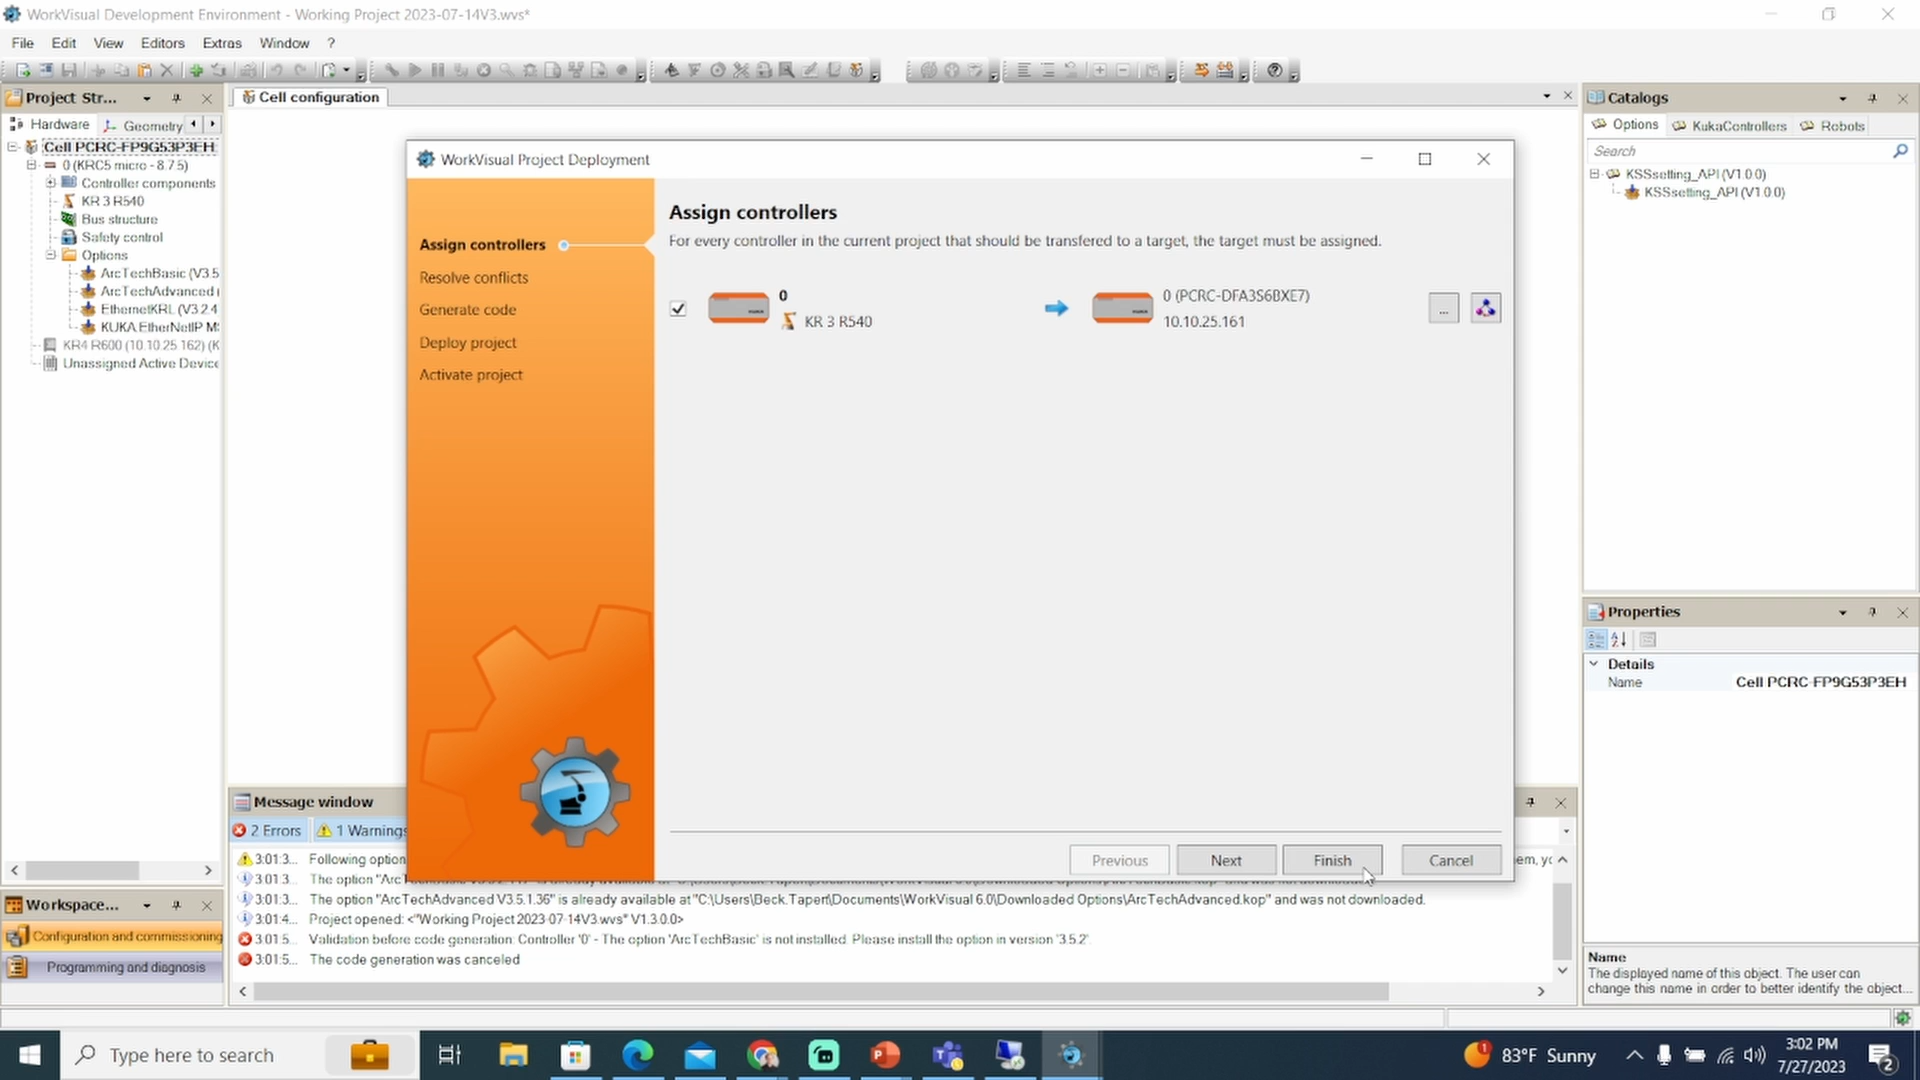 WorkVisual Development Environment - Working Project 2023-07-14V3.wvs*
File Edit View Editors Extras Window ?
Project Str...
Hardware Geometry
Cell PCRC-FP9G53P3EH
0 (KRC5 micro - 8.7.5)
Controller components
KR 3 R540
Bus structure
Safety control
Options
ArcTechBasic (V3.5
ArcTechAdvanced (
EthernetKRL (V3.2.4
KUKA.EtherNetIP M
KR4 R600 (10.10.25.162) (K
Unassigned Active Device
Cell configuration
WorkVisual Project Deployment
Assign controllers
Resolve conflicts
Generate code
Deploy project
Activate project
Assign controllers
For every controller in the current project that should be transfered to a target, the target must be assigned.
0
KR 3 R540
0 (PCRC-DFA3S6BXE7)
10.10.25.161
...
Previous Next Finish Cancel
Catalogs
Options KukaControllers Robots
Search
KSSsetting_API (V1.0.0)
KSSsetting_API (V1.0.0)
Properties
Details
Name Cell PCRC-FP9G53P3EH
Name
The displayed name of this object. The user can
change this name in order to better identify the object...
Message window
2 Errors 1 Warnings
3:01:3... Following option
3:01:3... The option "Arc
3:01:3... The option "ArcTechAdvanced V3.5.1.36" is already available at "C:\Users\Beck.Tapert\Documents\WorkVisual 6.0\Downloaded Options\ArcTechAdvanced.kop" and was not downloaded.
3:01:4... Project opened: <"Working Project 2023-07-14V3.wvs" V1.3.0.0>
3:01:5... Validation before code generation: Controller '0' - The option 'ArcTechBasic' is not installed. Please install the option in version '3.5.2'.
3:01:5... The code generation was canceled
Workspace...
Configuration and commissioning
Programming and diagnosis
Type here to search
83°F Sunny
3:02 PM
7/27/2023
2